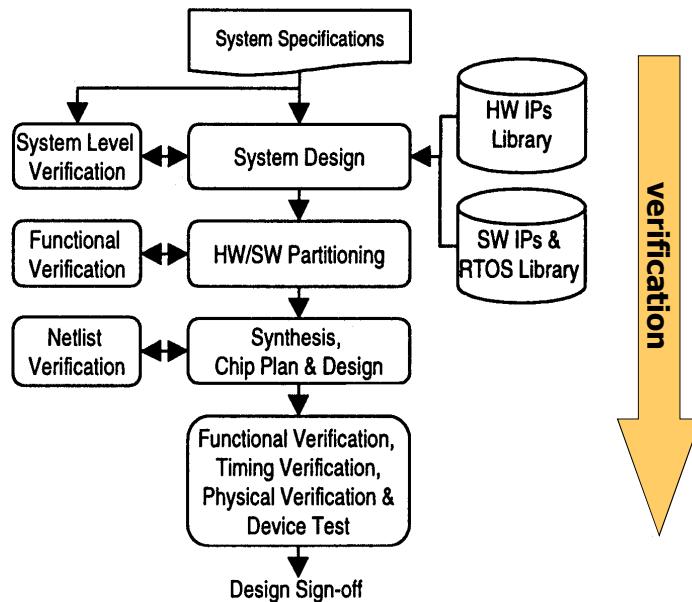 System Specifications
System Level
Verification
System Design
HW IPs
Library
SW IPs &
RTOS Library
Functional
Verification
HW/SW Partitioning
Netlist
Verification
Synthesis,
Chip Plan & Design
Functional Verification,
Timing Verification,
Physical Verification &
Device Test
Design Sign-off
verification